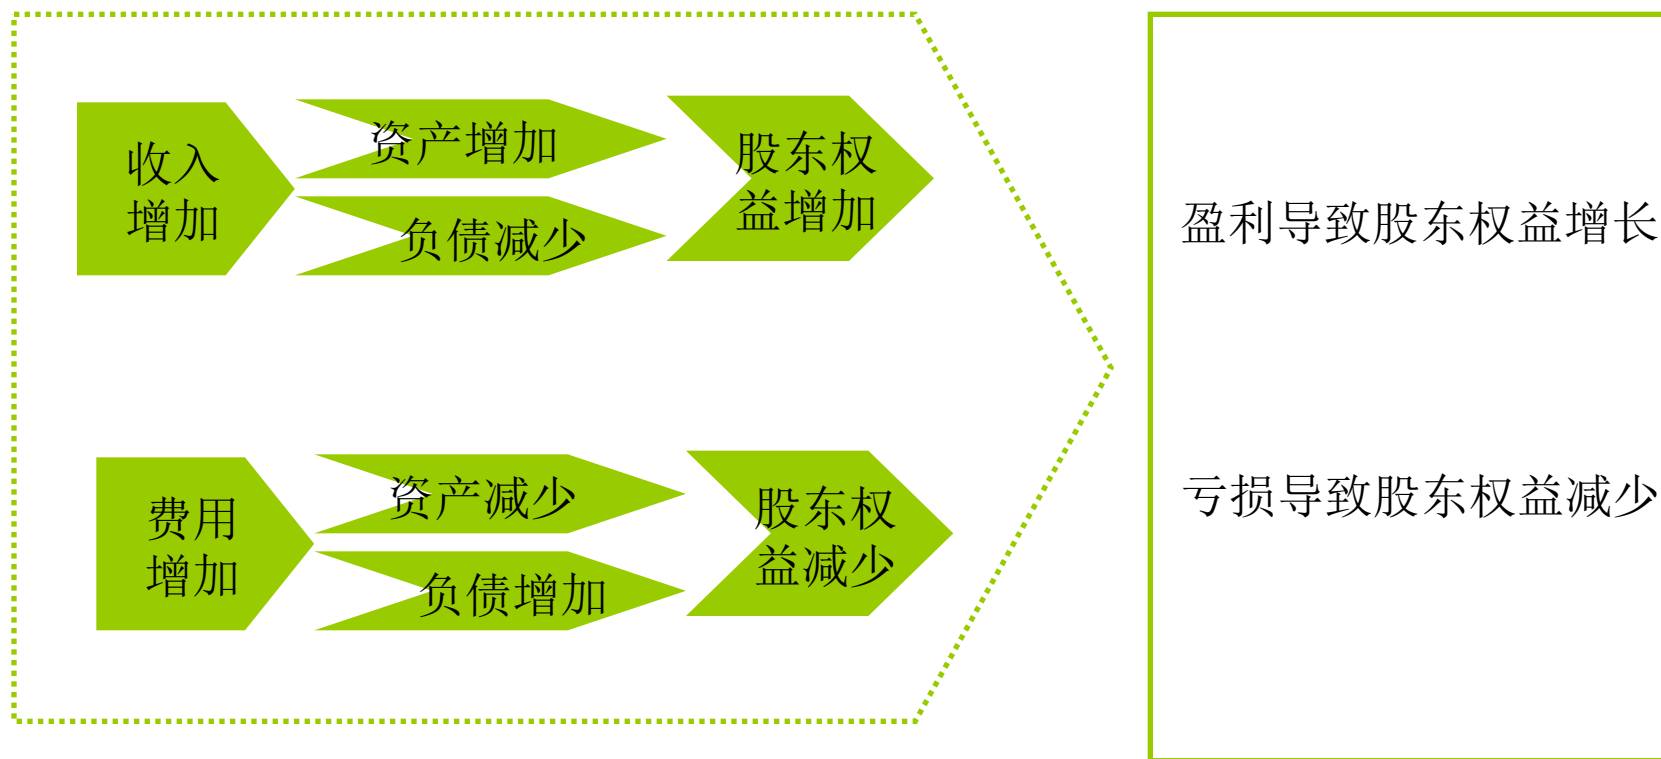 收入
增加
资产增加
负债减少
股东权
益增加
盈利导致股东权益增长
费用
增加
资产减少
负债增加
股东权
益减少
亏损导致股东权益减少